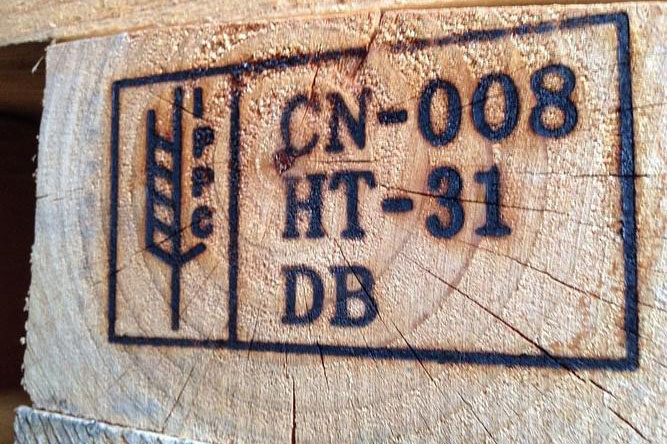 IPPC
CN-008
HT-31
DB